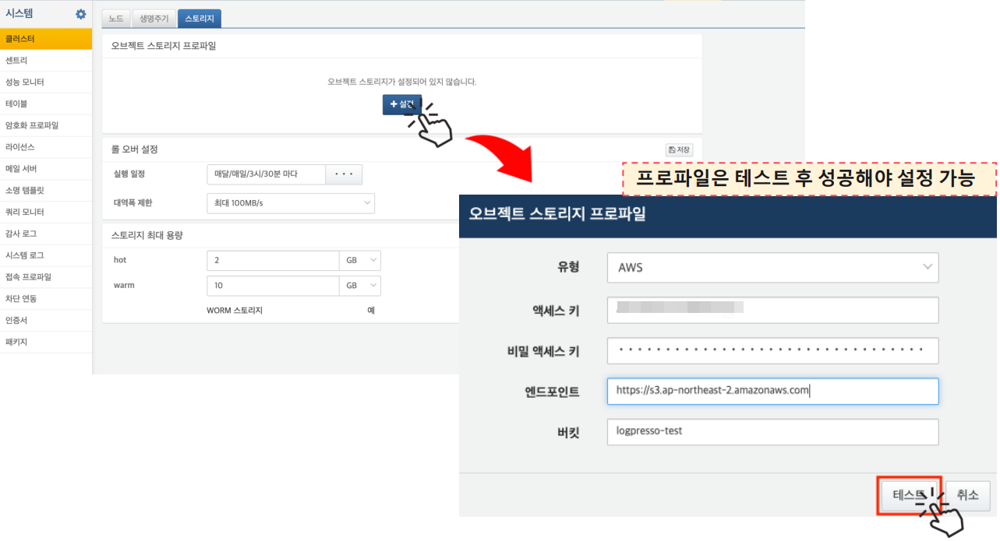 시스템
클러스터
센트리
성능 모니터
테이블
암호화 프로파일
라이선스
메일 서버
소명 템플릿
쿼리 모니터
감사 로그
시스템 로그
접속 프로파일
차단 연동
인증서
패키지
노드 생명주기 스토리지
오브젝트 스토리지 프로파일
오브젝트 스토리지가 설정되어 있지 않습니다.
+ 설정
롤 오버 설정 저장
실행 일정 매달/매일/3시/30분 마다 ...
대역폭 제한 최대 100MB/s
스토리지 최대 용량
hot 2 GB
warm 10 GB
WORM 스토리지 예
프로파일은 테스트 후 성공해야 설정 가능
오브젝트 스토리지 프로파일
유형 AWS
액세스 키
비밀 액세스 키 ································
엔드포인트 https://s3.ap-northeast-2.amazonaws.com
버킷 logpresso-test
테스트 취소